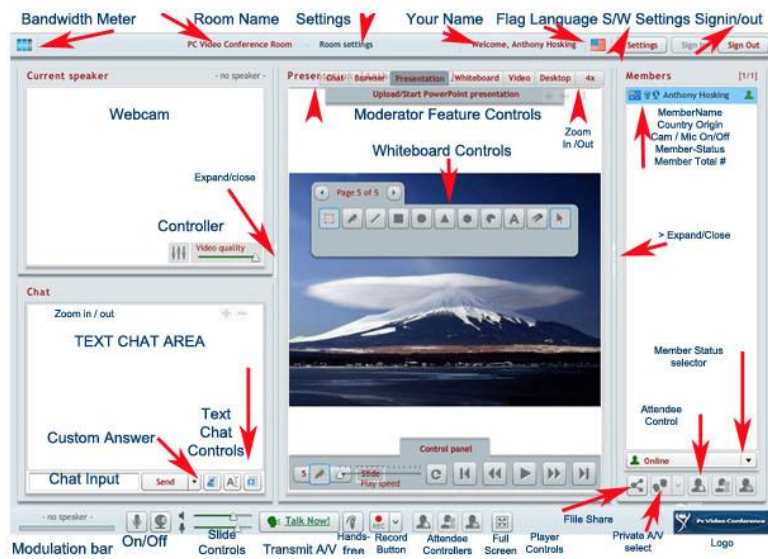 Bandwidth Meter Room Name Settings Your Name Flag Language S/W Settings Signin/out
PC Video Conference Room Room settings Welcome, Anthony Hosking Settings Sign In Sign Out
Current speaker - no speaker -
Webcam
Expand/close
Controller
Video quality
Chat
Zoom in / out
TEXT CHAT AREA
Text
Chat
Controls
Custom Answer
Chat Input
Send
Chat Browser Presentation Whiteboard Video Desktop 4x
Upload/Start PowerPoint presentation
Moderator Feature Controls
Zoom
In /Out
Whiteboard Controls
Page 5 of 5
A
Control panel
5
Slide
Play speed
Members [1/1]
Anthony Hosking
MemberName
Country Origin
Cam / Mic On/Off
Member-Status
Member Total #
> Expand/Close
Member Status
selector
Attendee
Control
Online
Flile Share
Private A/V
select
- no speaker -
Talk Now!
REC
Pc Video Conference
Modulation bar
On/Off
Slide
Controls
Transmit A/V
Hands-
free
Record
Button
Attendee
Controllers
Full
Screen
Player
Controls
Logo